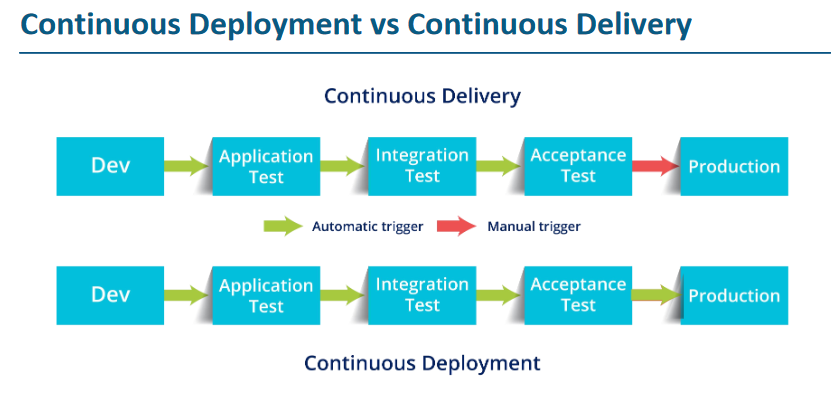 Continuous Deployment vs Continuous Delivery
Continuous Delivery
Dev
Application
Test
Integration
Test
Acceptance
Test
Production
Automatic trigger
Manual trigger
Dev
Application
Test
Integration
Test
Acceptance
Test
Production
Continuous Deployment